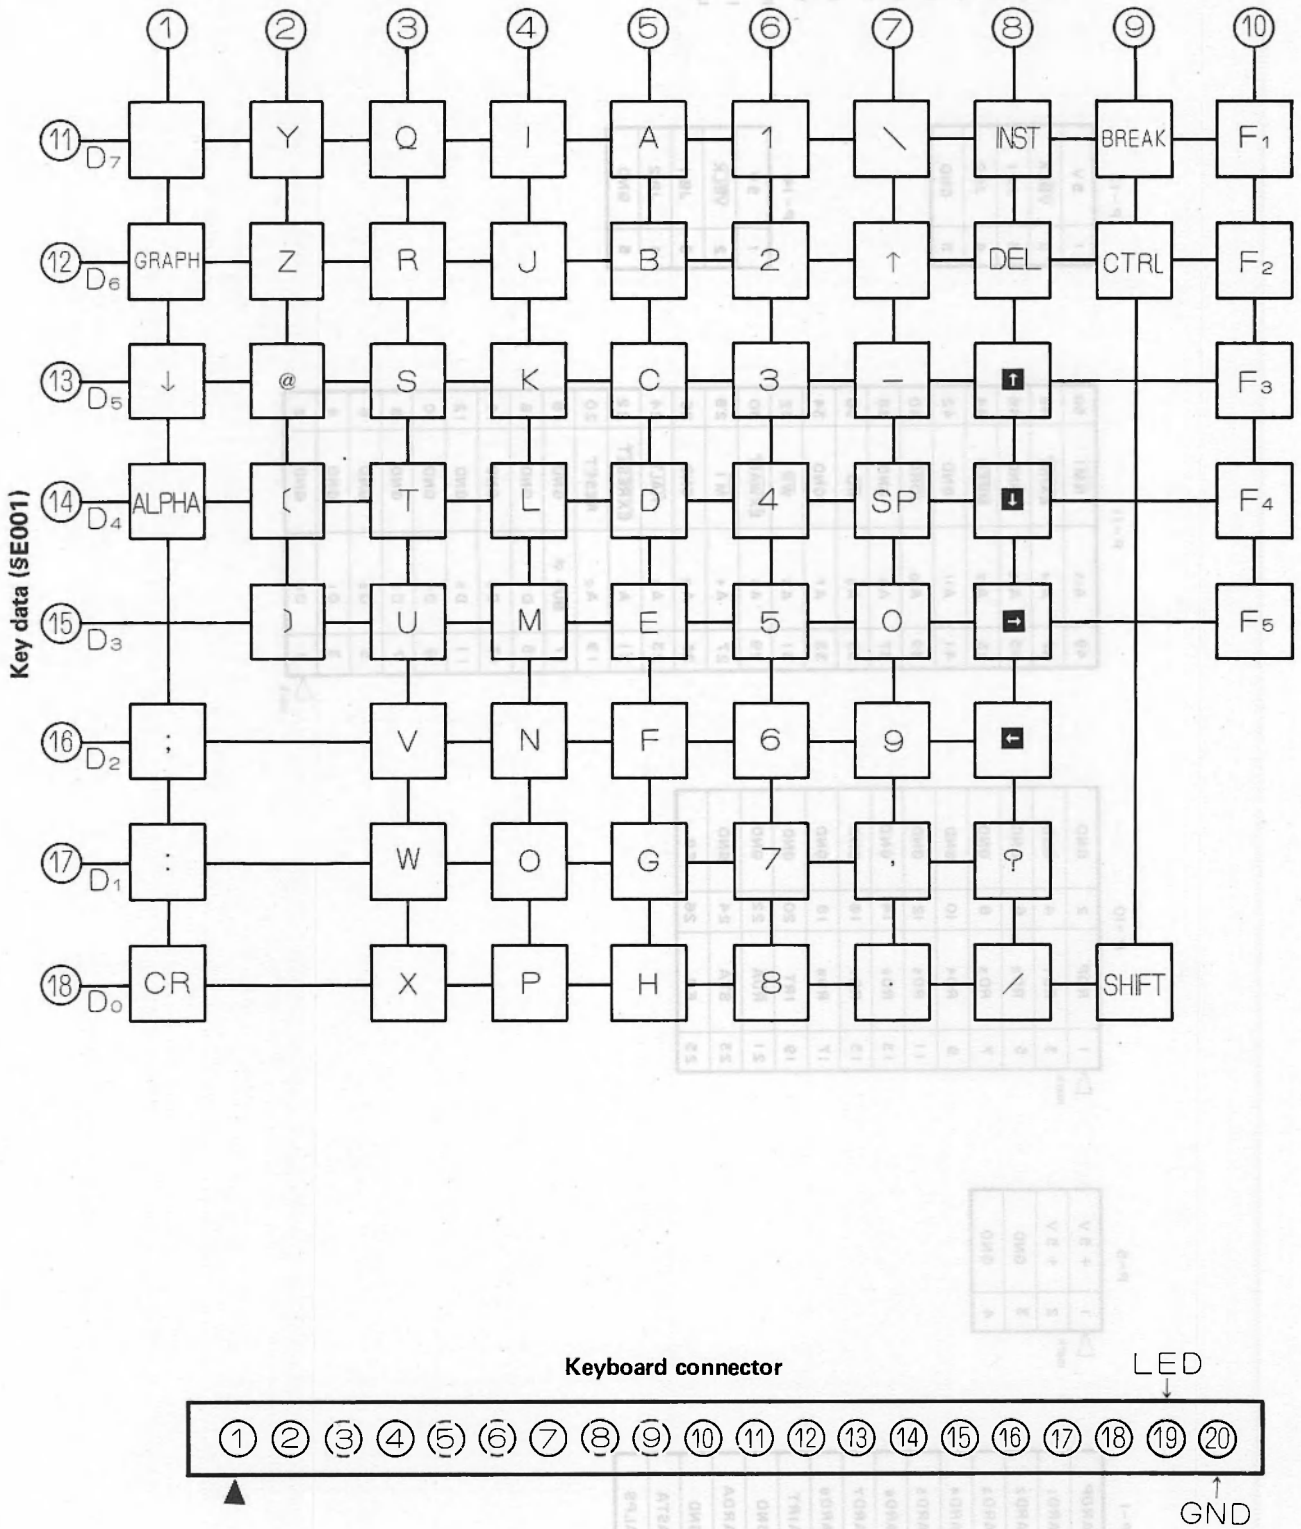 ① ② ③ ④ ⑤ ⑥ ⑦ ⑧ ⑨ ⑩
⑪ D7 Y Q I A 1 \ INST BREAK F1
⑫ D6 GRAPH Z R J B 2 ↑ DEL CTRL F2
⑬ D5 ↓ @ S K C 3 — ↑ F3
⑭ D4 ALPHA [ T L D 4 SP ↓ F4
⑮ D3 ] U M E 5 0 → F5
⑯ D2 ; V N F 6 9 ←
⑰ D1 : W O G 7 , ?
⑱ D0 CR X P H 8 . / SHIFT
Key data (SE001)
Keyboard connector
LED
① ② ③ ④ ⑤ ⑥ ⑦ ⑧ ⑨ ⑩ ⑪ ⑫ ⑬ ⑭ ⑮ ⑯ ⑰ ⑱ ⑲ ⑳
GND